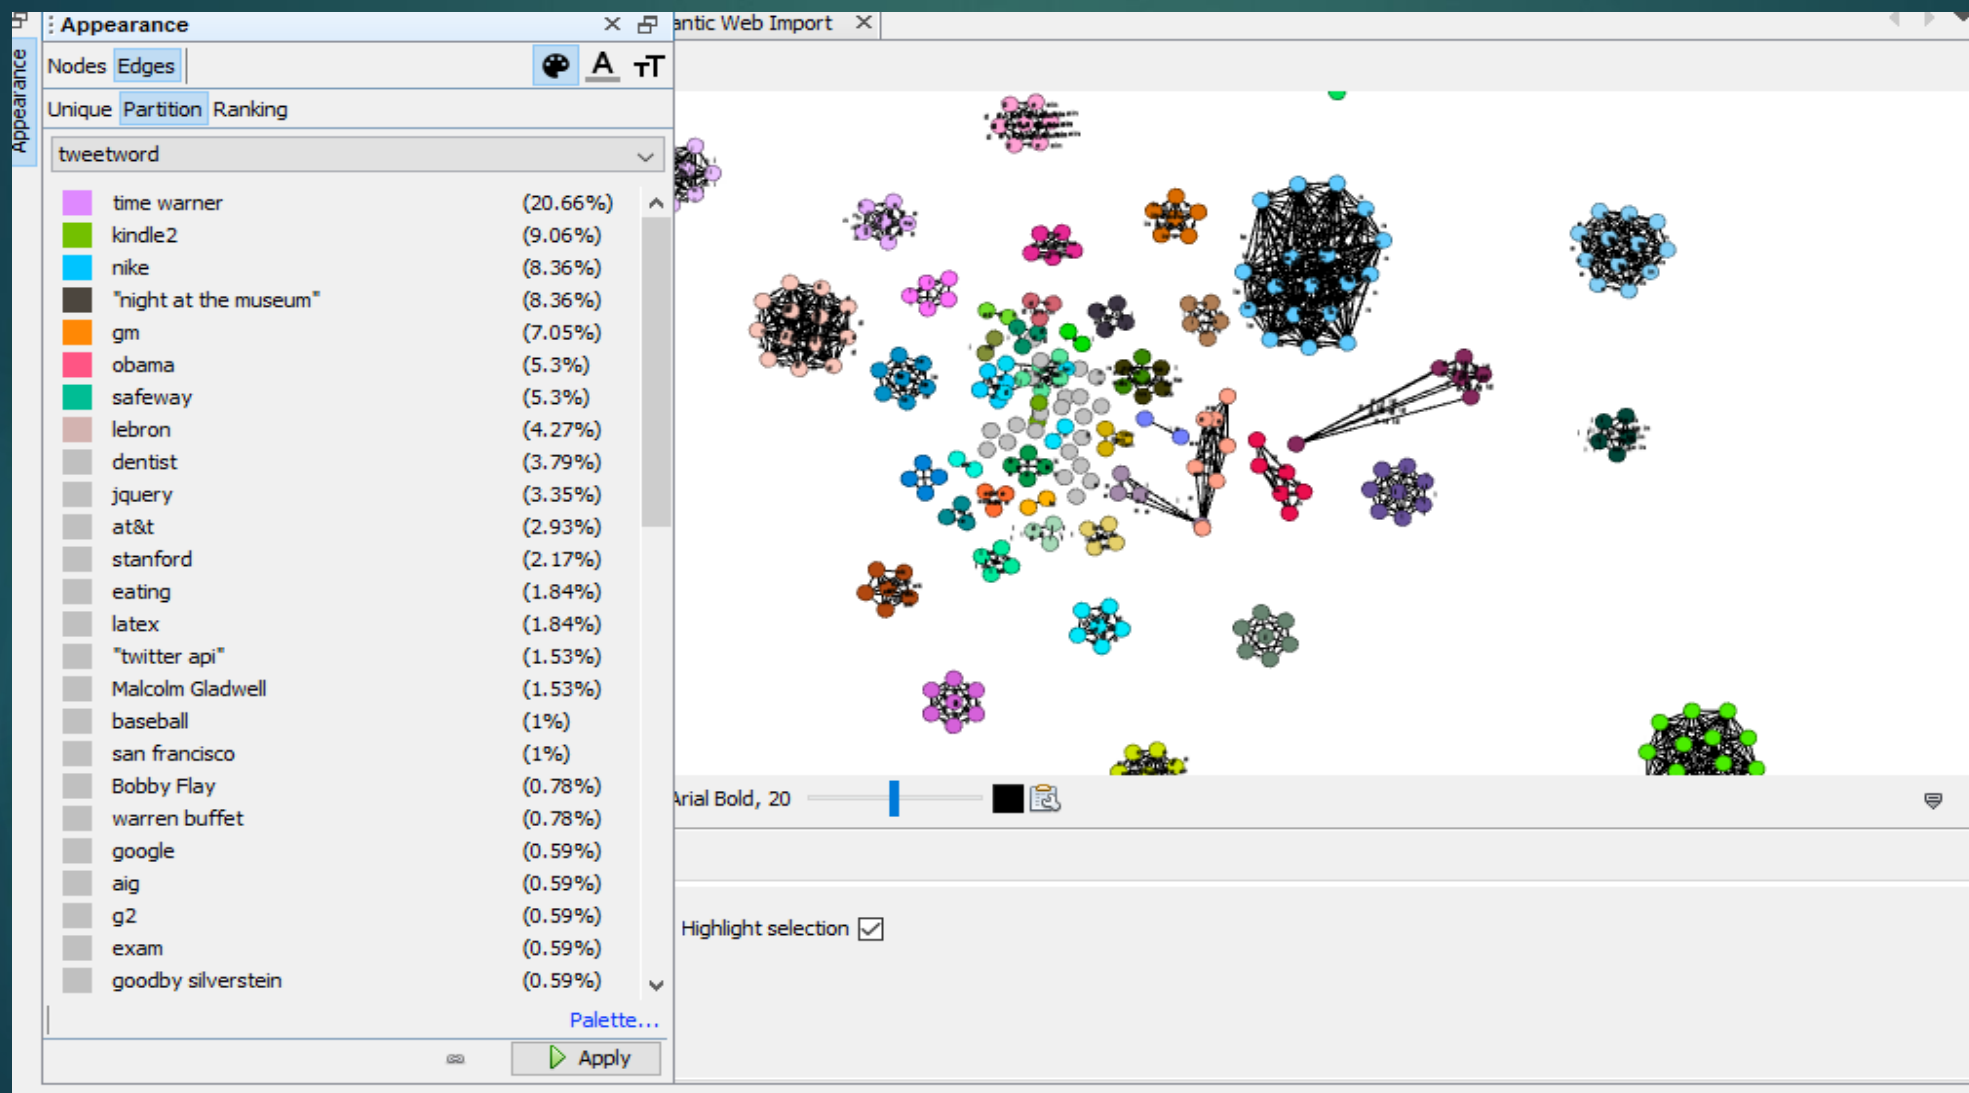 Appearance
Appearance
antic Web Import
Nodes Edges A TT
Unique Partition Ranking
tweetword
time warner (20.66%)
kindle2 (9.06%)
nike (8.36%)
"night at the museum" (8.36%)
gm (7.05%)
obama (5.3%)
safeway (5.3%)
lebron (4.27%)
dentist (3.79%)
jquery (3.35%)
at&t (2.93%)
stanford (2.17%)
eating (1.84%)
latex (1.84%)
"twitter api" (1.53%)
Malcolm Gladwell (1.53%)
baseball (1%)
san francisco (1%)
Bobby Flay (0.78%)
warren buffet (0.78%)
google (0.59%)
aig (0.59%)
g2 (0.59%)
exam (0.59%)
goodby silverstein (0.59%)
Palette...
Apply
Arial Bold, 20
Highlight selection